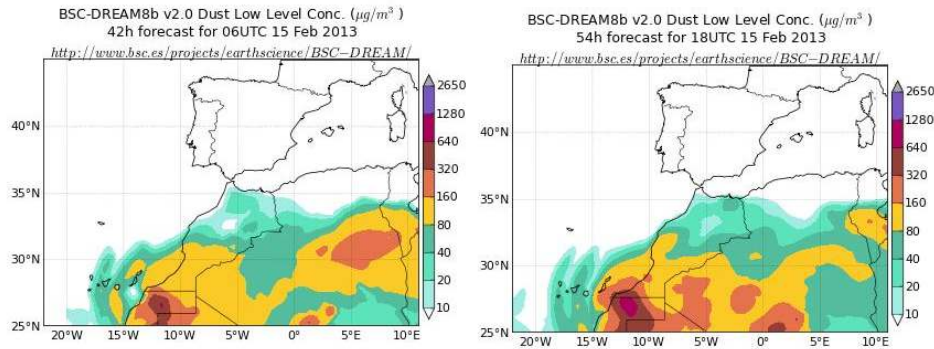 BSC-DREAM8b v2.0 Dust Low Level Conc. (μg/m³ )
42h forecast for 06UTC 15 Feb 2013
http://www.bsc.es/projects/earthscience/BSC−DREAM/
40°N
35°N
30°N
25°N
20°W
15°W
10°W
5°W
0°E
5°E
10°E
2650
1280
640
320
160
80
40
20
10
BSC-DREAM8b v2.0 Dust Low Level Conc. (μg/m³ )
54h forecast for 18UTC 15 Feb 2013
http://www.bsc.es/projects/earthscience/BSC−DREAM/
40°N
35°N
30°N
25°N
20°W
15°W
10°W
5°W
0°E
5°E
10°E
2650
1280
640
320
160
80
40
20
10